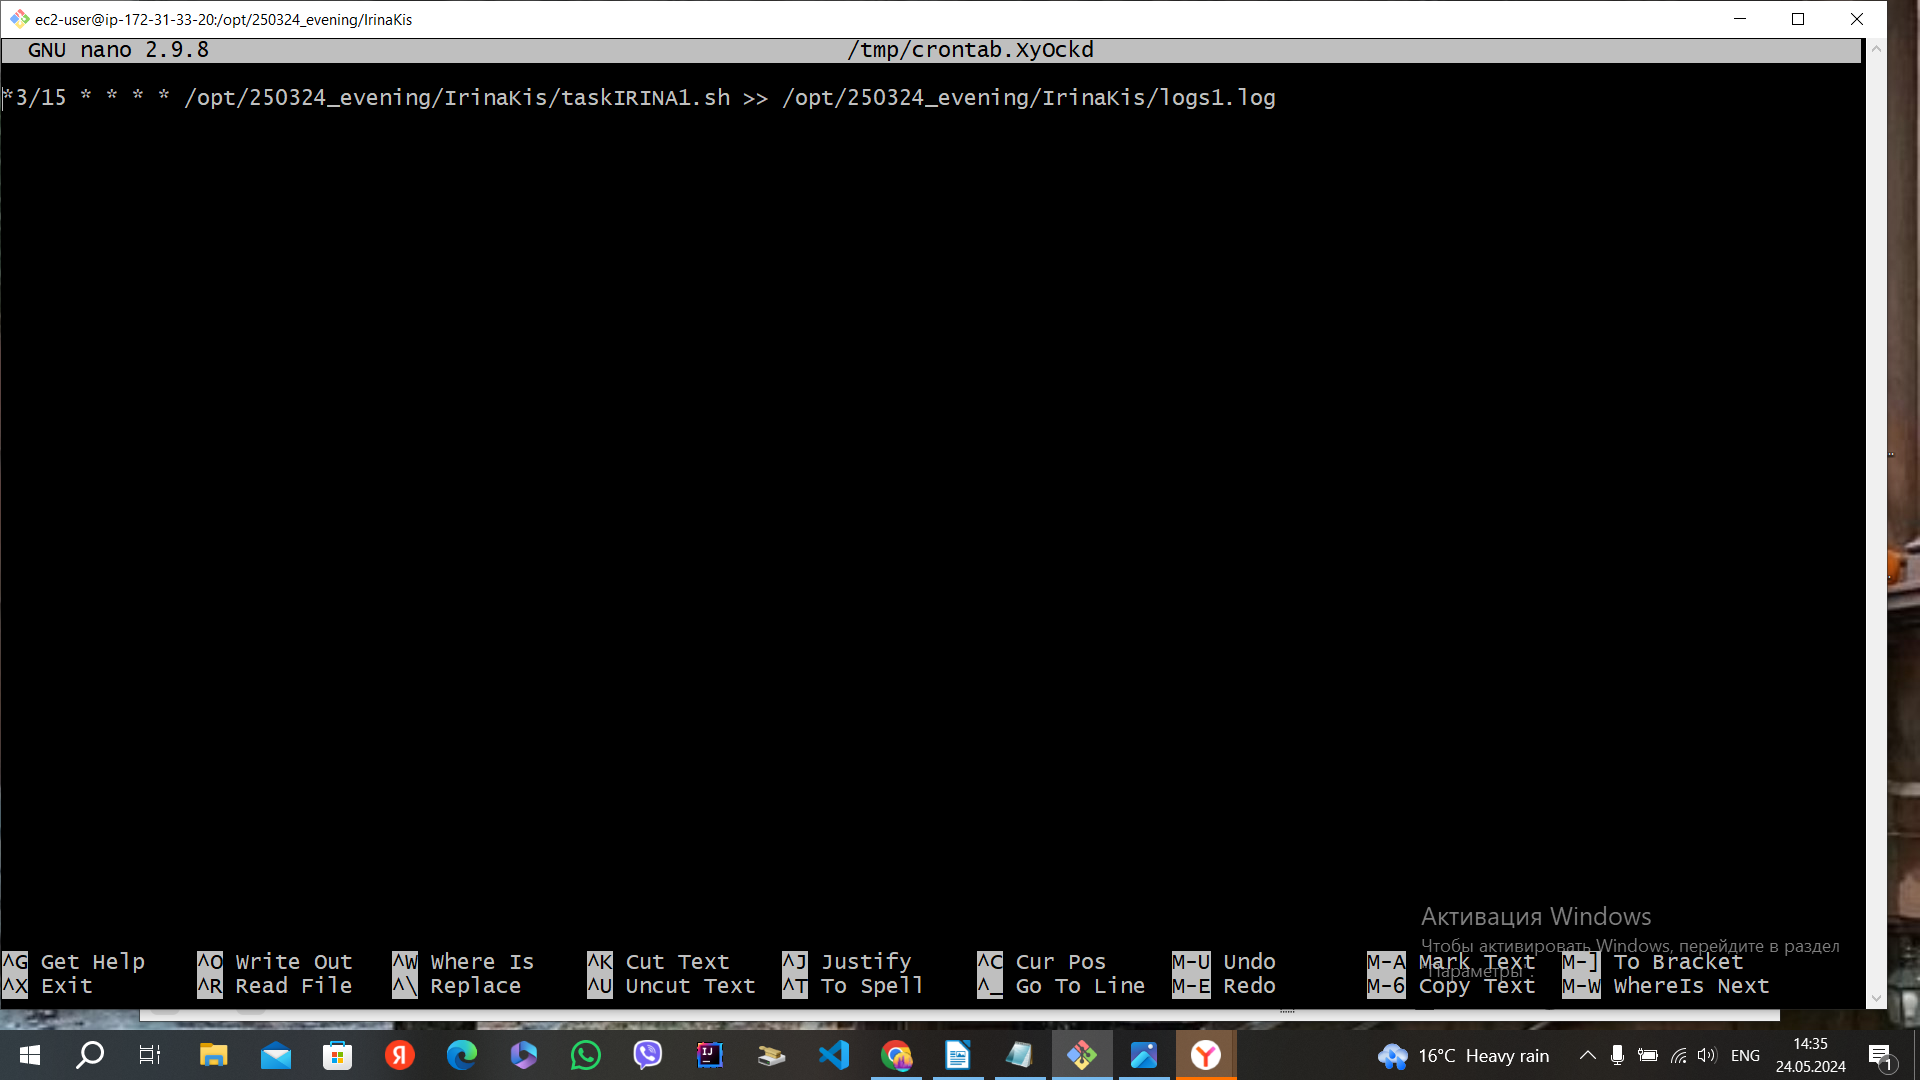 ec2-user@ip-172-31-33-20:/opt/250324_evening/IrinaKis
GNU nano 2.9.8 /tmp/crontab.XyOckd
*3/15 * * * * /opt/250324_evening/IrinaKis/taskIRINA1.sh >> /opt/250324_evening/IrinaKis/logs1.log
Активация Windows
Чтобы активировать Windows, перейдите в раздел
"Параметры".
^G Get Help ^O Write Out ^W Where Is ^K Cut Text ^J Justify ^C Cur Pos M-U Undo M-A Mark Text M-] To Bracket
^X Exit ^R Read File ^\ Replace ^U Uncut Text ^T To Spell ^_ Go To Line M-E Redo M-6 Copy Text M-W WhereIs Next
16°C Heavy rain ENG 14:35
24.05.2024
1